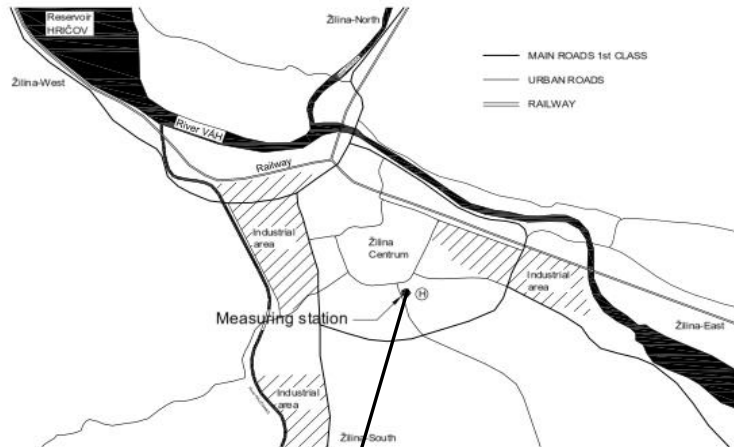 Reservoir
HRIČOV
Žilina-North
Žilina-West
MAIN ROADS 1st CLASS
URBAN ROADS
RAILWAY
River VÁH
Railway
Industrial
area
Žilina
Centrum
Industrial
area
H
Measuring station
Žilina-East
Industrial
area
Žilina-South